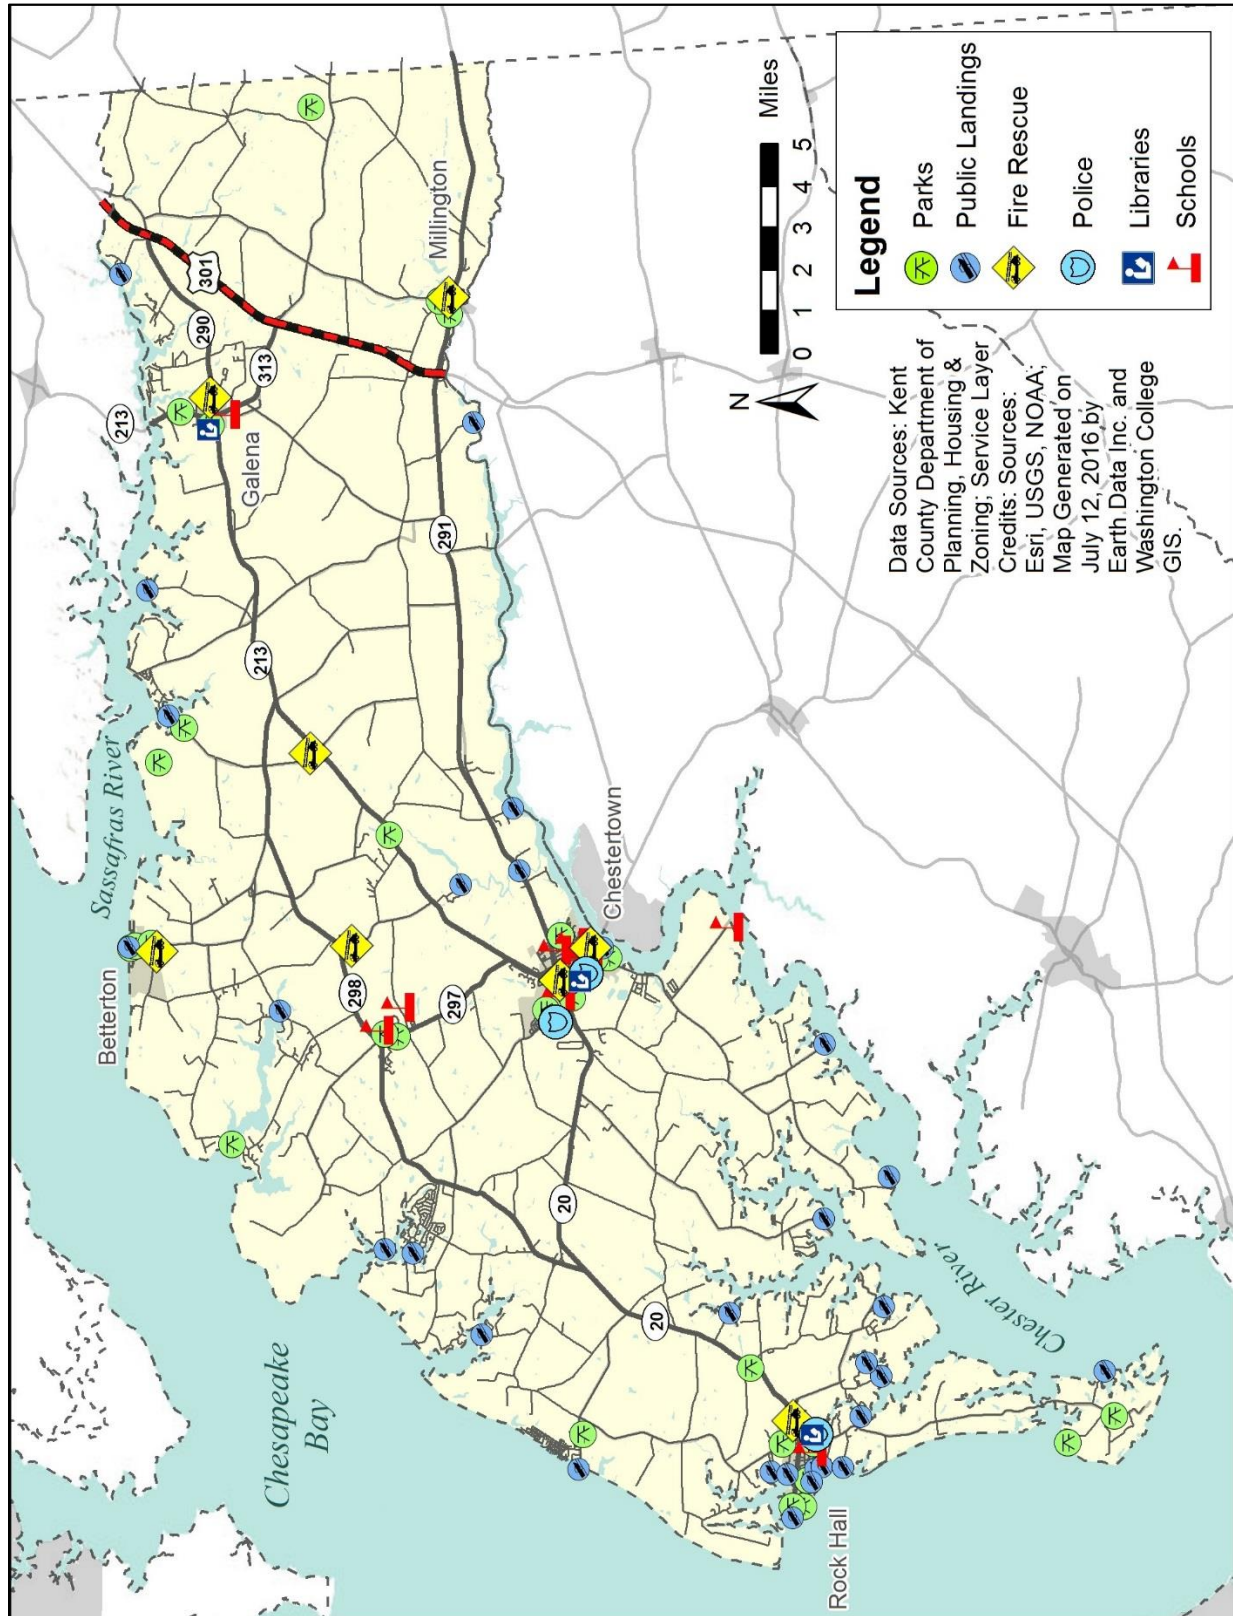 Chesapeake
Bay
Sassafras River
Betterton
213
290
301
313
Galena
213
Millington
291
298
297
Chestertown
20
20
Rock Hall
Chester River
N
0 1 2 3 4 5
Miles
Data Sources: Kent
County Department of
Planning, Housing &
Zoning; Service Layer
Credits: Sources:
Esri, USGS, NOAA;
Map Generated on
July 12, 2016 by
Earth Data Inc. and
Washington College
GIS.
Legend
Parks
Public Landings
Fire Rescue
Police
Libraries
Schools